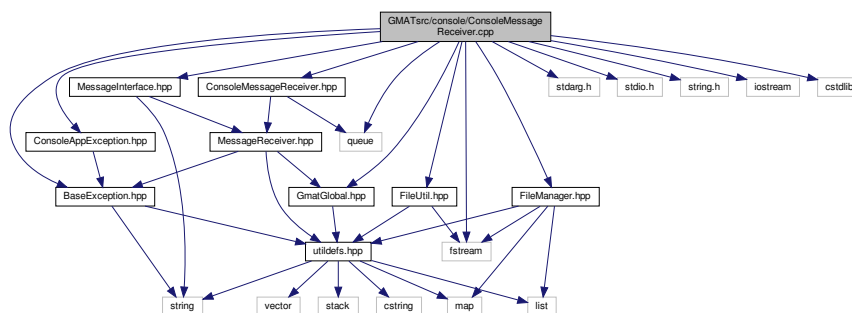 GMATsrc/console/ConsoleMessage
Receiver.cpp
MessageInterface.hpp
ConsoleMessageReceiver.hpp
stdarg.h
stdio.h
string.h
iostream
cstdlib
ConsoleAppException.hpp
MessageReceiver.hpp
queue
BaseException.hpp
GmatGlobal.hpp
FileUtil.hpp
FileManager.hpp
utildefs.hpp
fstream
string
vector
stack
cstring
map
list